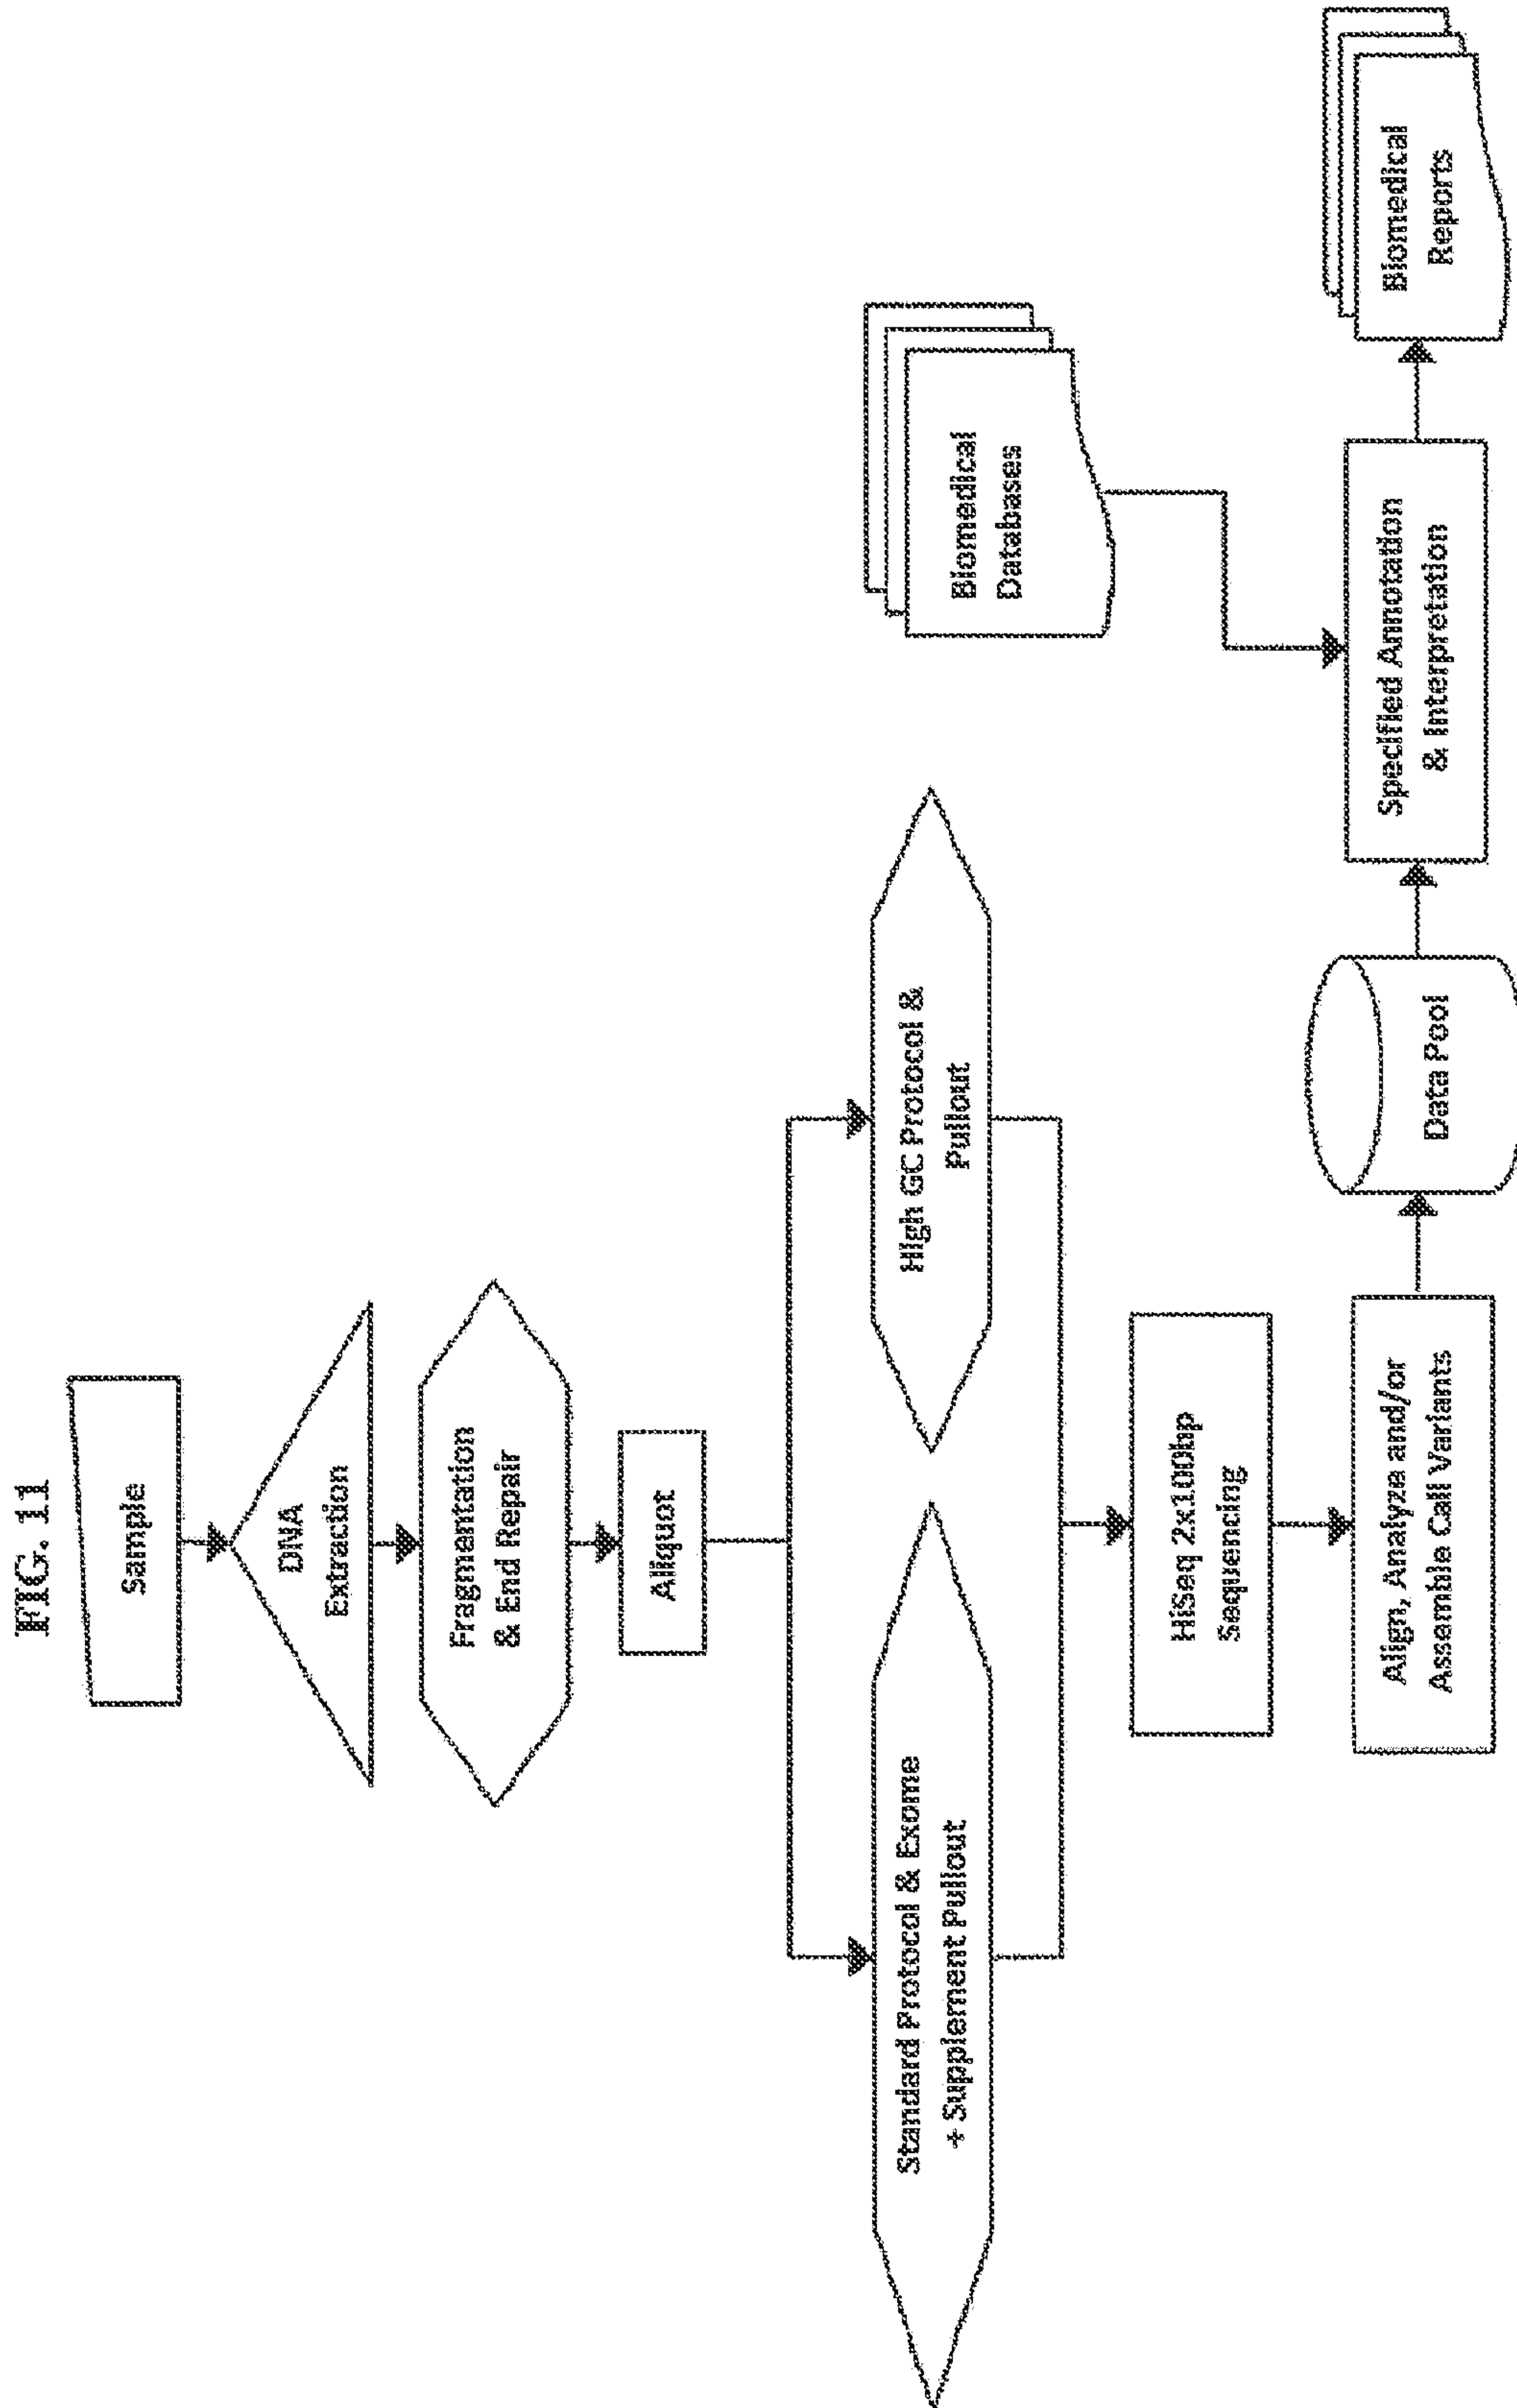 FIG. 11
Sample
DNA
Extraction
Fragmentation
& End Repair
Aliquot
Standard Protocol & Exome
+ Supplement Pullout
High GC Protocol &
Pullout
HiSeq 2x100bp
Sequencing
Align, Analyze and/or
Assemble Call Variants
Data Pool
Biomedical
Databases
Specified Annotation
& Interpretation
Biomedical
Reports